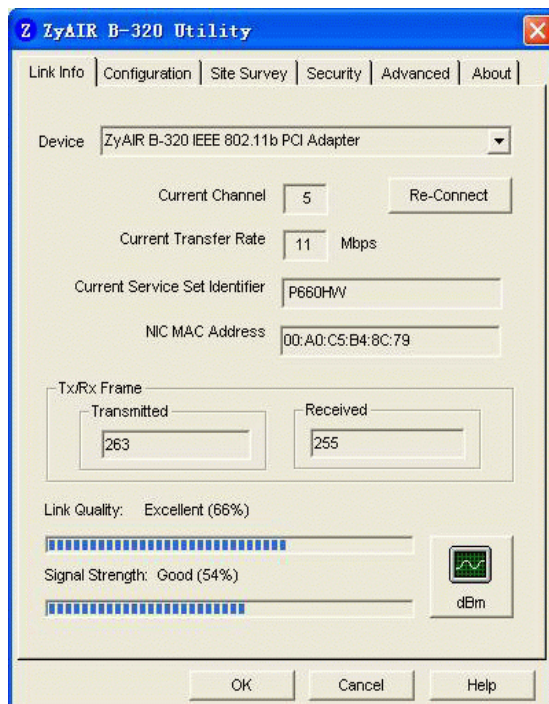 Z ZyAIR B-320 Utility
Link Info Configuration Site Survey Security Advanced About
Device ZyAIR B-320 IEEE 802.11b PCI Adapter
Current Channel 5 Re-Connect
Current Transfer Rate 11 Mbps
Current Service Set Identifier P660HW
NIC MAC Address 00:A0:C5:B4:8C:79
Tx/Rx Frame
Transmitted Received
263 255
Link Quality: Excellent (66%)
Signal Strength: Good (54%)
dBm
OK Cancel Help